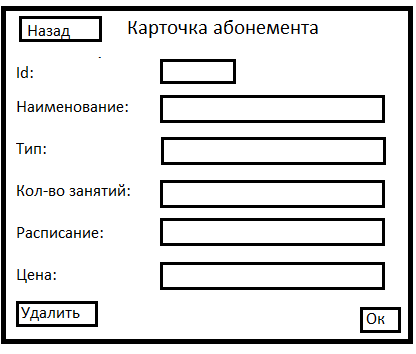 Назад
Карточка абонемента
Id:
Наименование:
Тип:
Кол-во занятий:
Расписание:
Цена:
Удалить
Ок